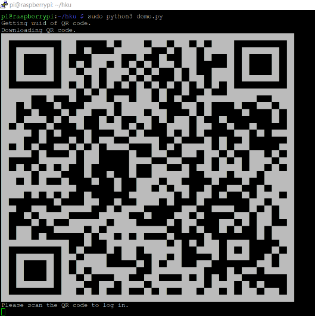 pi@raspberrypi: ~/hku
pi@raspberrypi:~/hku $ sudo python3 demo.py
Getting uuid of QR code.
Downloading QR code.
Please scan the QR code to log in.